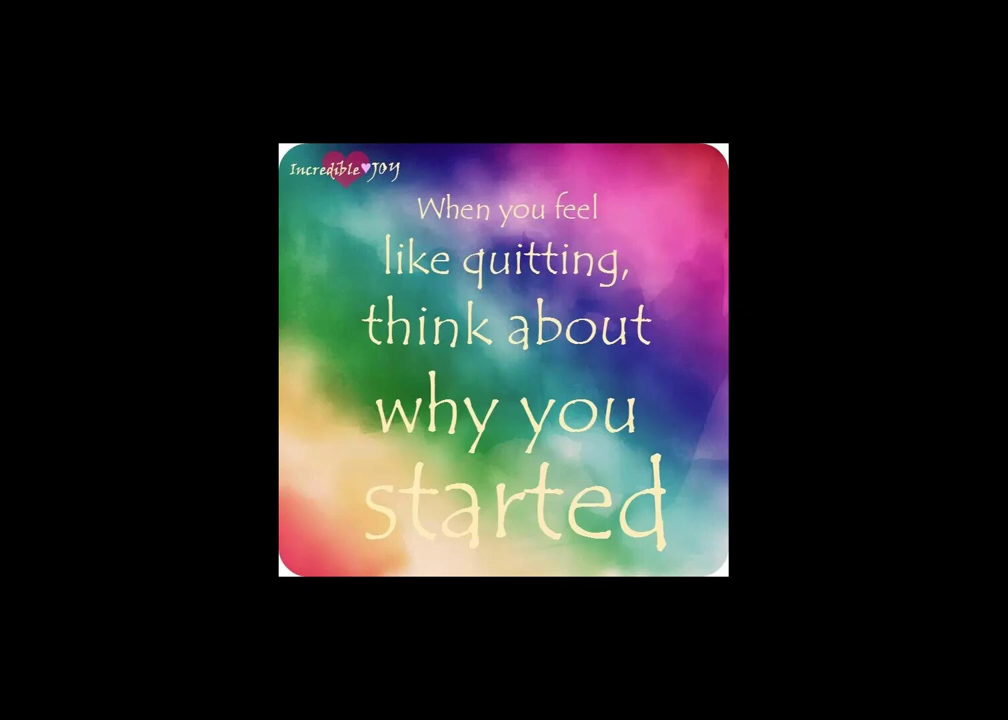 Incredible♥JOY
When you feel
like quitting,
think about
why you
started